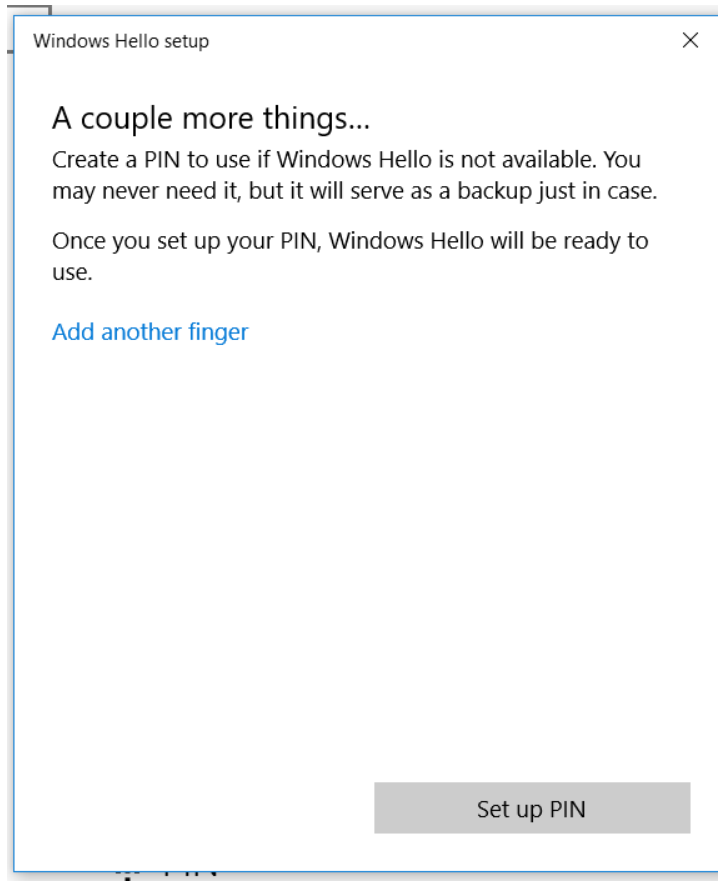 Windows Hello setup
A couple more things...
Create a PIN to use if Windows Hello is not available. You
may never need it, but it will serve as a backup just in case.
Once you set up your PIN, Windows Hello will be ready to
use.
Add another finger
Set up PIN
PIN